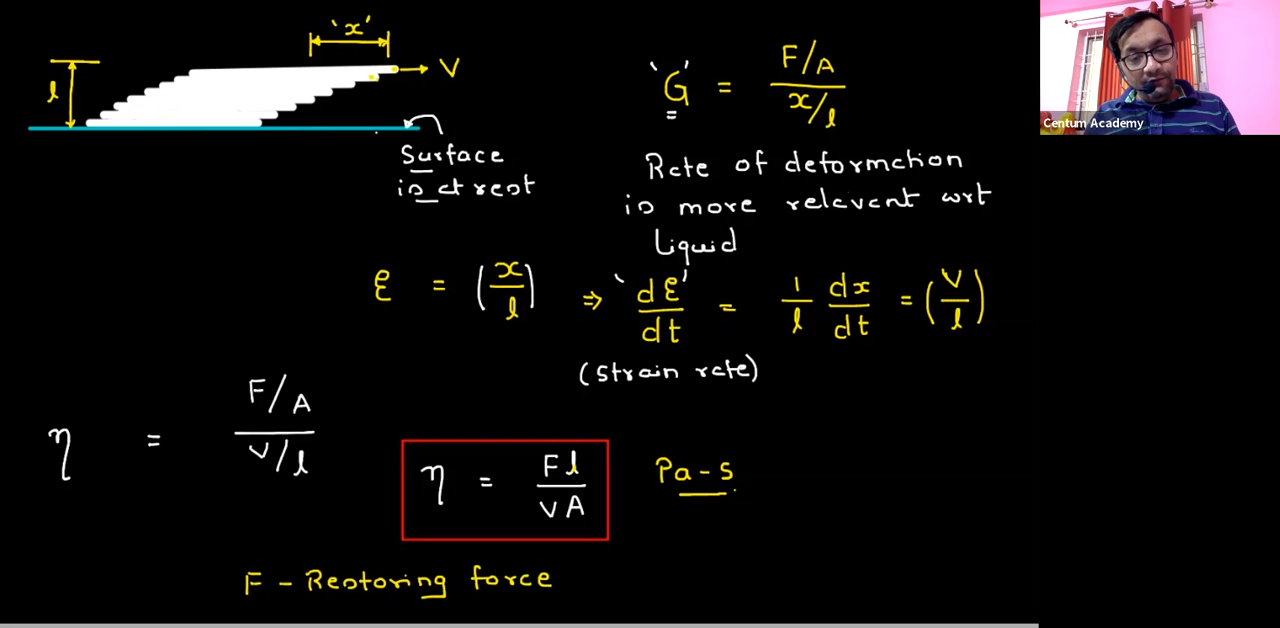 'x'
V
l
Surface
is at rest
'G' = F/A / x/l
Rate of deformation
is more relevant wrt
liquid
ε = (x/l) ⇒ 'dε'/dt = 1/l dx/dt = (V/l)
(Strain rate)
η = F/A / v/l
η = Fl / vA
Pa-s
F - Restoring force
Centum Academy